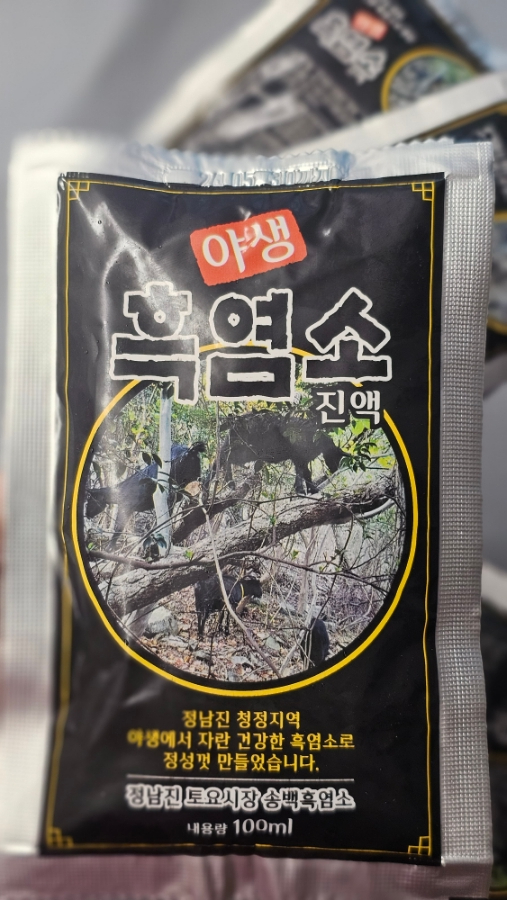 야생
흑염소
진액
정남진 청정지역
야생에서 자란 건강한 흑염소로
정성껏 만들었습니다.
정남진 토요시장 송백흑염소
내용량 100ml